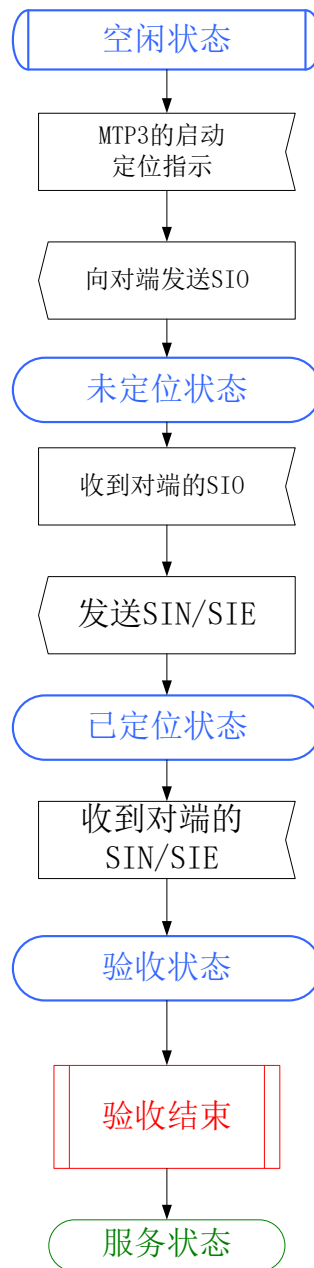 空闲状态
MTP3的启动
定位指示
向对端发送SIO
未定位状态
收到对端的SIO
发送SIN/SIE
已定位状态
收到对端的
SIN/SIE
验收状态
验收结束
服务状态